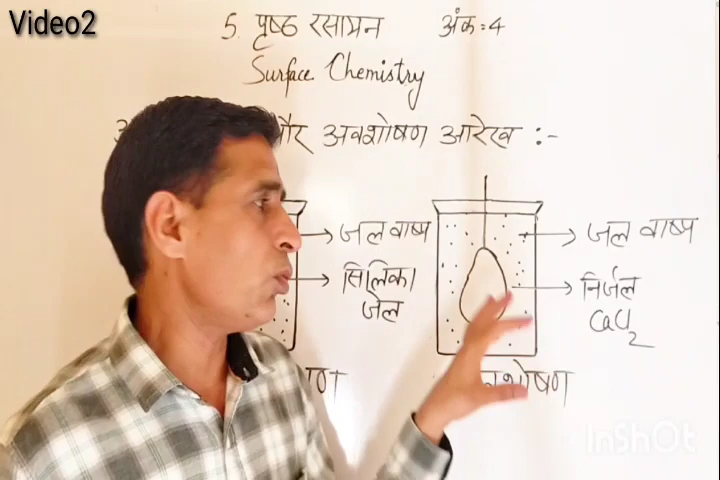 Video2
5. पृष्ठ रसायन अंक=4
Surface Chemistry
और अवशोषण आरेख :-
जल वाष्प
सिलिका
जेल
जल वाष्प
निर्जल
CaCl2
InShOt